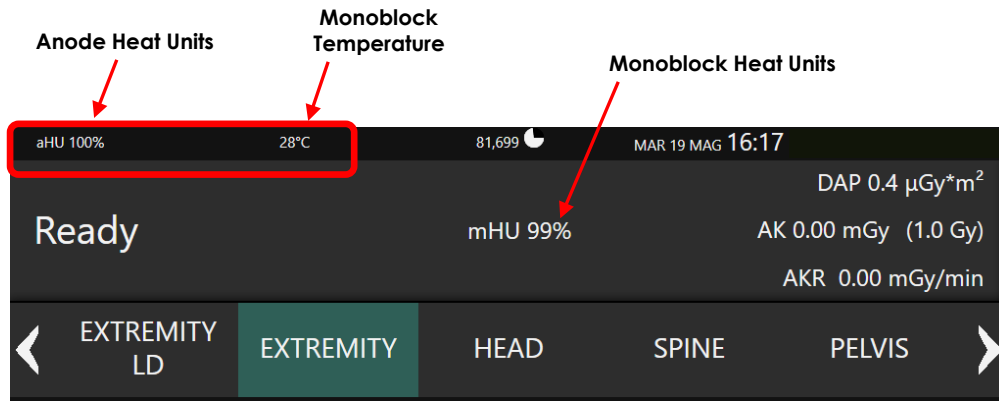 Monoblock
Temperature
Anode Heat Units
Monoblock Heat Units
aHU 100% 28°C 81,699 MAR 19 MAG 16:17
DAP 0.4 µGy*m²
Ready mHU 99% AK 0.00 mGy (1.0 Gy)
AKR 0.00 mGy/min
EXTREMITY
LD
EXTREMITY HEAD SPINE PELVIS